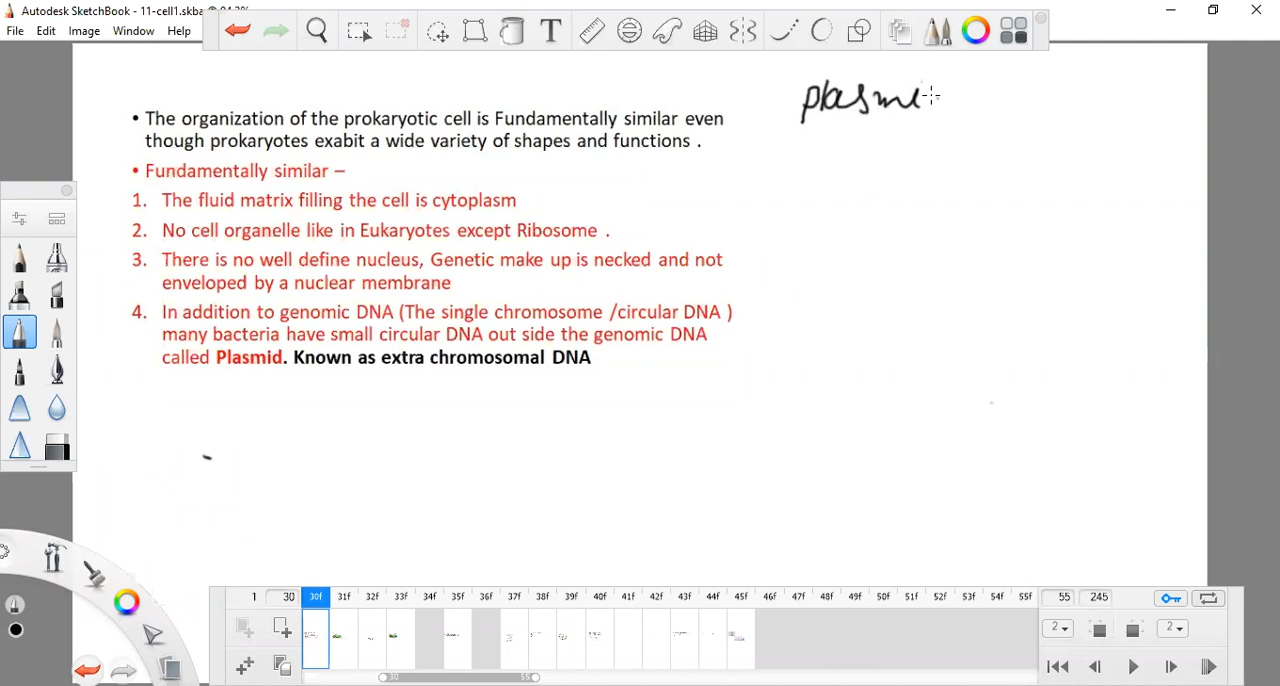 Autodesk SketchBook - 11-cell1.skba
File Edit Image Window Help
plasmi
• The organization of the prokaryotic cell is Fundamentally similar even
though prokaryotes exabit a wide variety of shapes and functions .
• Fundamentally similar –
1. The fluid matrix filling the cell is cytoplasm
2. No cell organelle like in Eukaryotes except Ribosome .
3. There is no well define nucleus, Genetic make up is necked and not
enveloped by a nuclear membrane
4. In addition to genomic DNA (The single chromosome /circular DNA )
many bacteria have small circular DNA out side the genomic DNA
called Plasmid. Known as extra chromosomal DNA
1 30 30f 31f 32f 33f 34f 35f 36f 37f 38f 39f 40f 41f 42f 43f 44f 45f 46f 47f 48f 49f 50f 51f 52f 53f 54f 55f 55 245
2 2
30 55